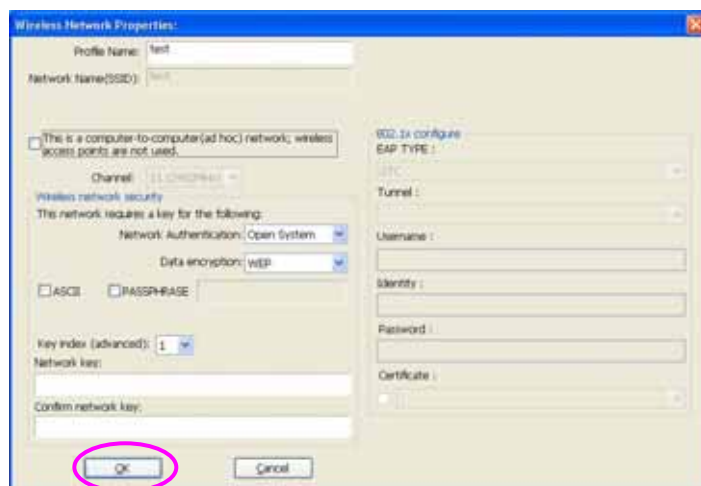 Wireless Network Properties:
Profile Name: test
Network Name(SSID): test
This is a computer-to-computer(ad hoc) network; wireless
access points are not used.
Channel:
Wireless network security
This network requires a key for the following:
Network Authentication: Open System
Data encryption: WEP
ASCII PASSPHRASE
Key index (advanced): 1
Network key:
Confirm network key:
OK Cancel
802.1x configure
EAP TYPE :
GTC
Tunnel :
Username :
Identity :
Password :
Certificate :